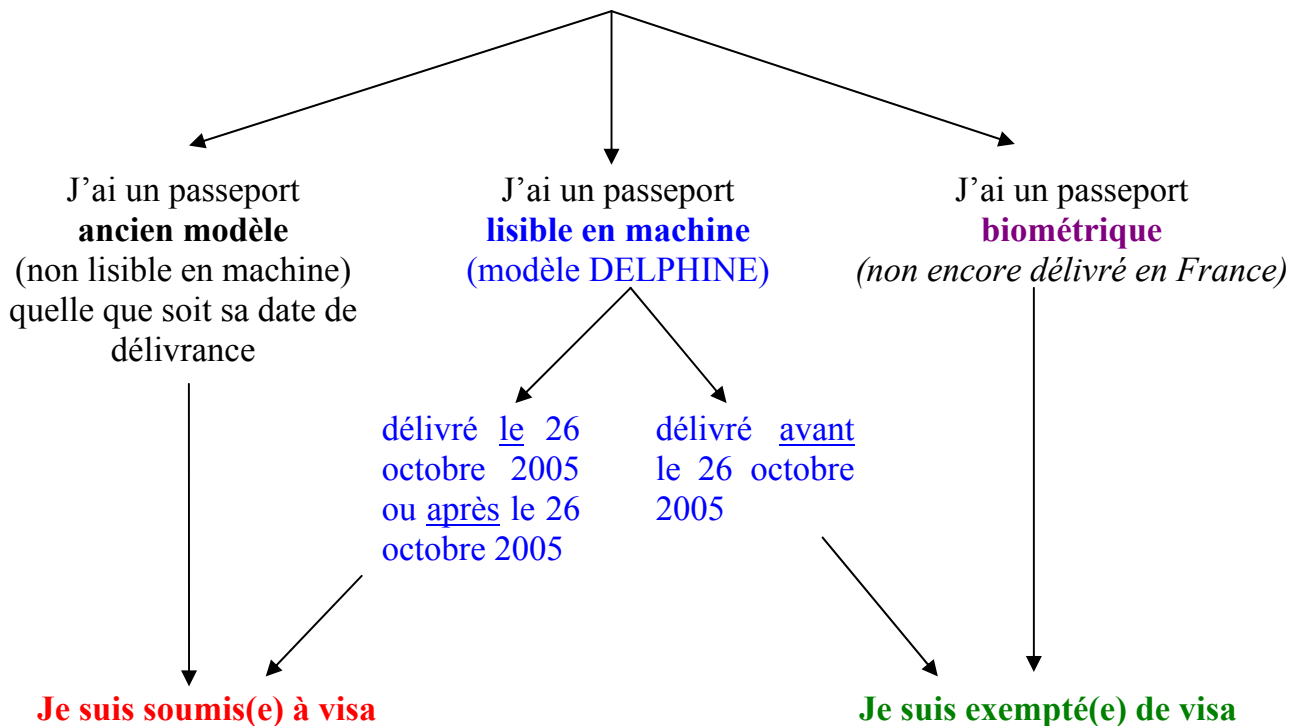 J’ai un passeport
ancien modèle
(non lisible en machine)
quelle que soit sa date de
délivrance
J’ai un passeport
lisible en machine
(modèle DELPHINE)
J’ai un passeport
biométrique
(non encore délivré en France)
délivré le 26
octobre 2005
ou après le 26
octobre 2005
délivré avant
le 26 octobre
2005
Je suis soumis(e) à visa
Je suis exempté(e) de visa